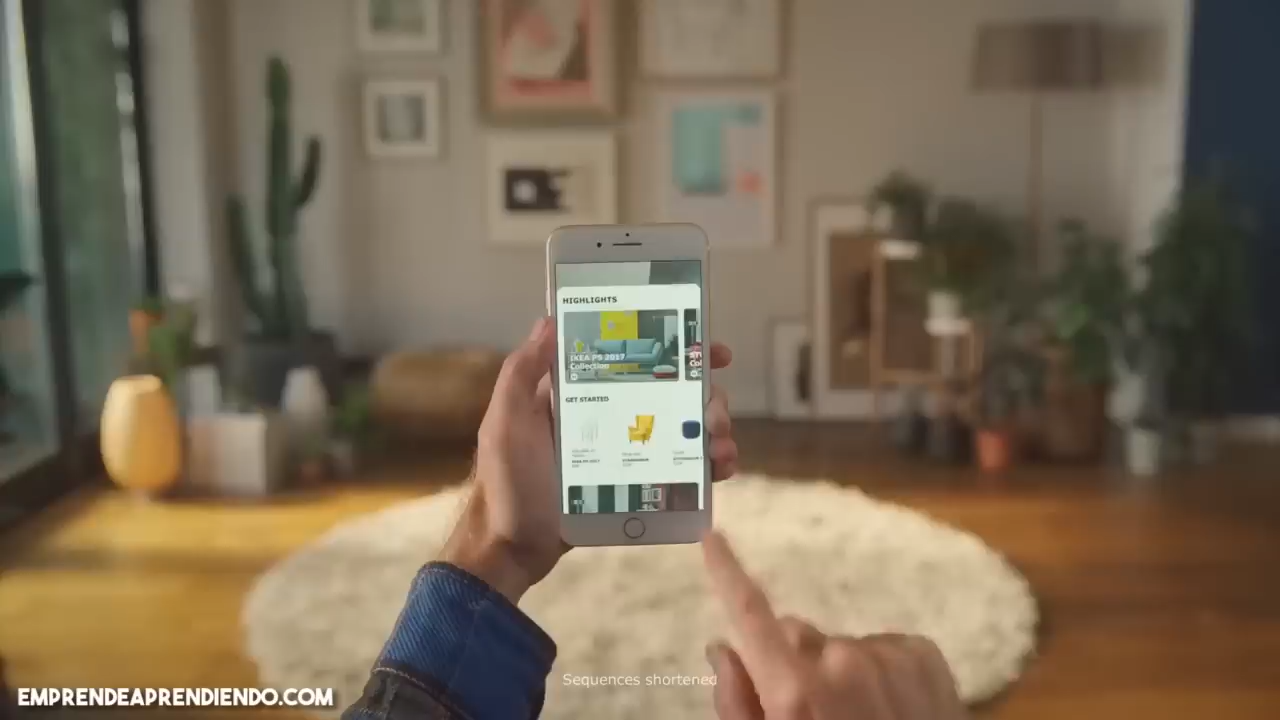 HIGHLIGHTS
IKEA PS 2017
Collection
GET STARTED
Sequences shortened
EMPRENDEAPRENDIENDO.COM